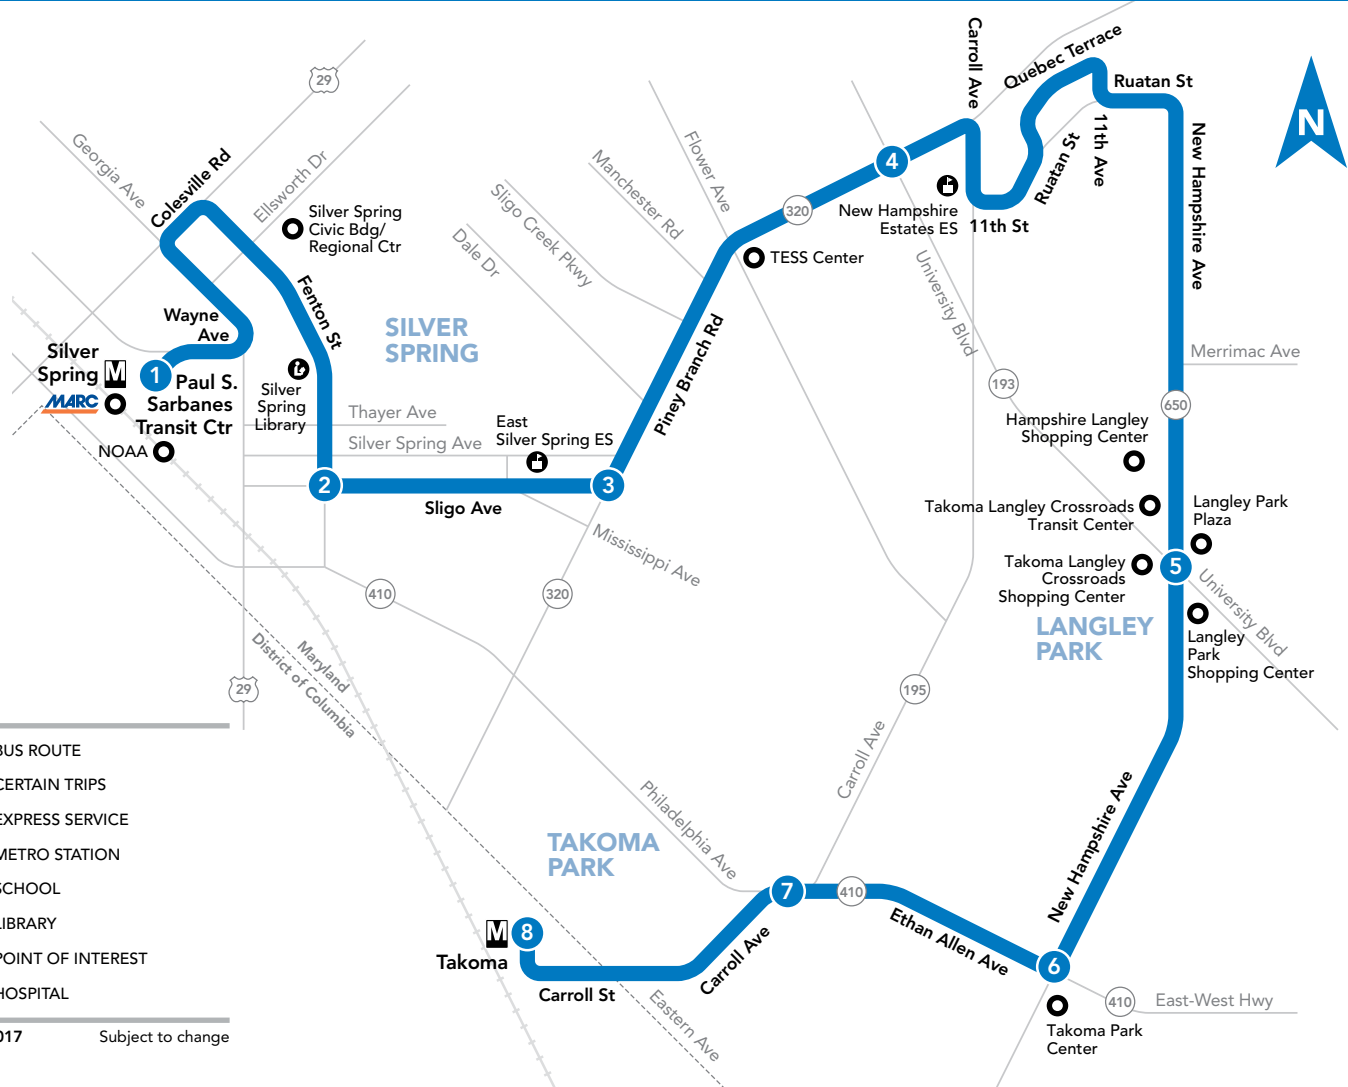 29
Georgia Ave
Colesville Rd
Ellsworth Dr
Silver Spring
Civic Bdg/
Regional Ctr
Wayne
Ave
Fenton St
SILVER
SPRING
Silver
Spring
M
MARC
1
Paul S.
Sarbanes
Transit Ctr
NOAA
Silver
Spring
Library
Thayer Ave
Silver Spring Ave
East
Silver Spring ES
2
Sligo Ave
3
Dale Dr
Sligo Creek Pkwy
Manchester Rd
Flower Ave
Piney Branch Rd
320
TESS Center
4
New Hampshire
Estates ES
Carroll Ave
11th St
Quebec Terrace
Ruatan St
11th Ave
Ruatan St
New Hampshire Ave
N
University Blvd
193
Merrimac Ave
650
Hampshire Langley
Shopping Center
Takoma Langley Crossroads
Transit Center
Langley Park
Plaza
Takoma Langley
Crossroads
Shopping Center
5
University Blvd
LANGLEY
PARK
Langley
Park
Shopping Center
Mississippi Ave
410
320
Maryland
District of Columbia
29
195
Carroll Ave
Philadelphia Ave
TAKOMA
PARK
New Hampshire Ave
7
410
Ethan Allen Ave
6
410
East-West Hwy
Takoma Park
Center
M
8
Takoma
Carroll St
Carroll Ave
Eastern Ave
BUS ROUTE
CERTAIN TRIPS
EXPRESS SERVICE
METRO STATION
SCHOOL
LIBRARY
POINT OF INTEREST
HOSPITAL
017
Subject to change